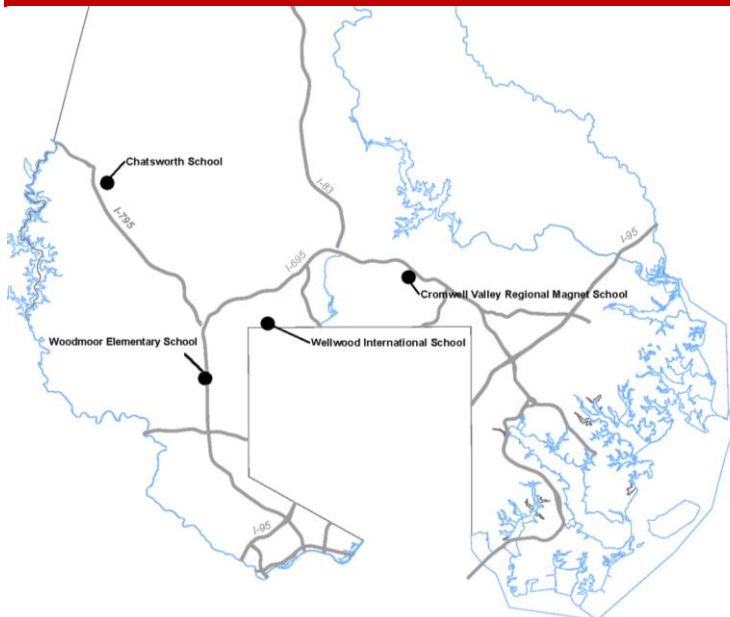 Chatsworth School
I-83
I-795
I-95
I-695
Cromwell Valley Regional Magnet School
Woodmoor Elementary School
Wellwood International School
I-95